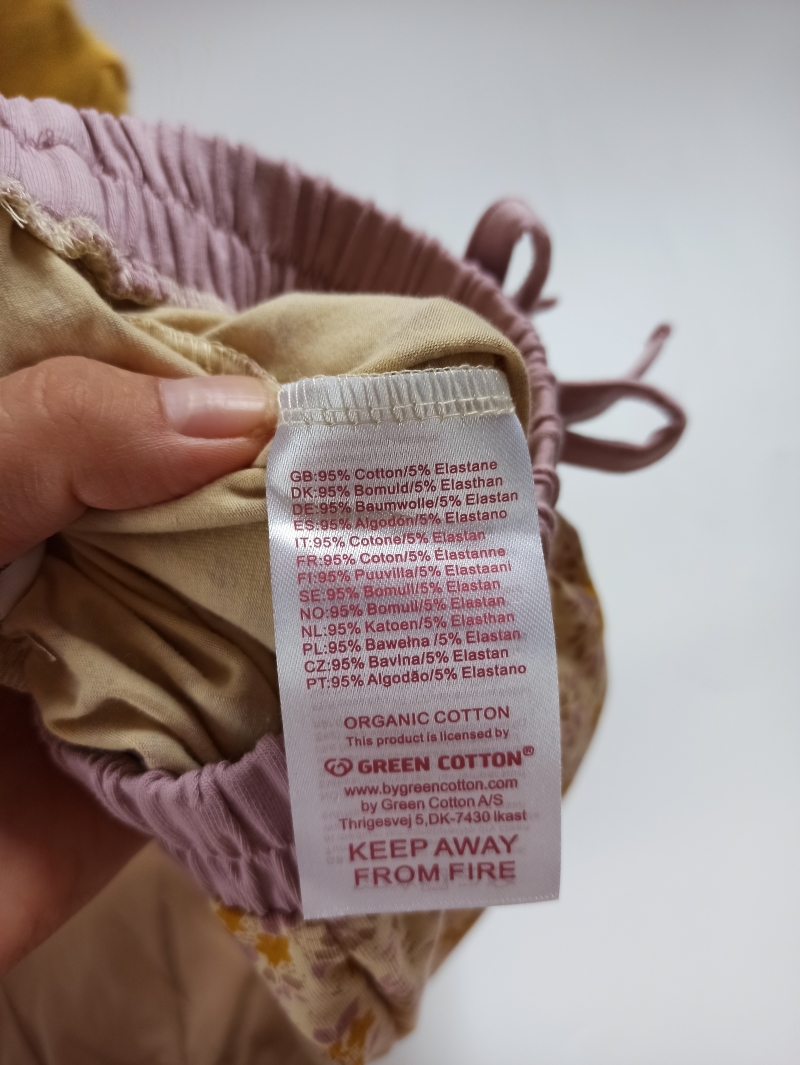 GB:95% Cotton/5% Elastane
DK:95% Bomuld/5% Elasthan
DE:95% Baumwolle/5% Elastan
ES:95% Algodón/5% Elastano
IT:95% Cotone/5% Elastan
FR:95% Coton/5% Élastanne
FI:95% Puuvilla/5% Elastaani
SE:95% Bomull/5% Elastan
NO:95% Bomull/5% Elastan
NL:95% Katoen/5% Elasthan
PL:95% Bawełna /5% Elastan
CZ:95% Bavlna/5% Elastan
PT:95% Algodão/5% Elastano
ORGANIC COTTON
This product is licensed by
GREEN COTTON®
www.bygreencotton.com
by Green Cotton A/S
Thrigesvej 5,DK-7430 Ikast
KEEP AWAY
FROM FIRE